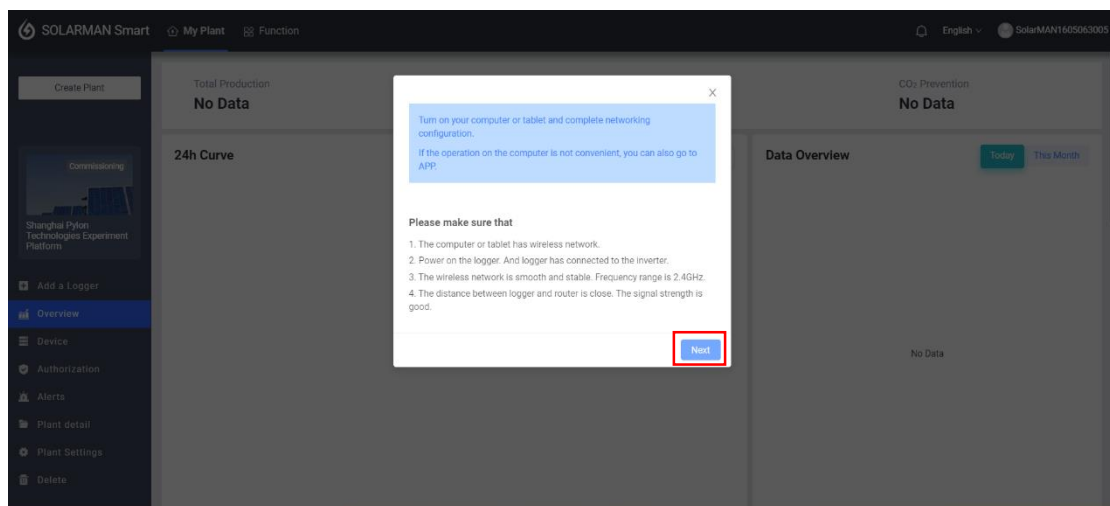 SOLARMAN Smart My Plant Function English SolarMAN1605063005
Create Plant
Total Production
No Data
CO₂ Prevention
No Data
Commissioning
Shanghai Pylon
Technologies Experiment
Platform
Add a Logger
Overview
Device
Authorization
Alerts
Plant detail
Plant Settings
Delete
24h Curve
Data Overview
Today This Month
No Data
X
Turn on your computer or tablet and complete networking
configuration.
If the operation on the computer is not convenient, you can also go to
APP.
Please make sure that
1. The computer or tablet has wireless network.
2. Power on the logger. And logger has connected to the inverter.
3. The wireless network is smooth and stable. Frequency range is 2.4GHz.
4. The distance between logger and router is close. The signal strength is
good.
Next